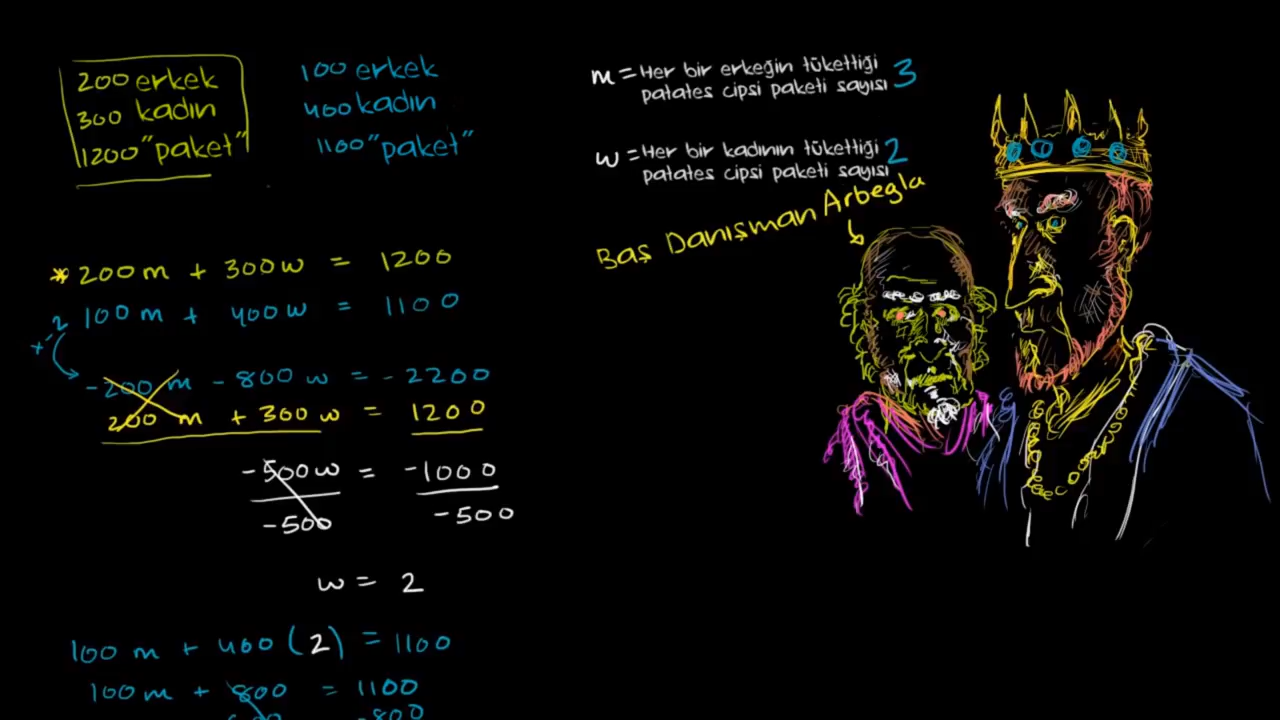 200 erkek
300 kadın
1200 "paket"
100 erkek
400 kadın
1100 "paket"
m = Her bir erkeğin tükettiği
patates cipsi paketi sayısı 3
w = Her bir kadının tükettiği
patates cipsi paketi sayısı 2
Baş Danışman Arbegla
* 200 m + 300 w = 1200
100 m + 400 w = 1100
x -2
-200 m - 800 w = -2200
200 m + 300 w = 1200
-500 w = -1000
-500 -500
w = 2
100 m + 400 (2) = 1100
100 m + 800 = 1100
-800